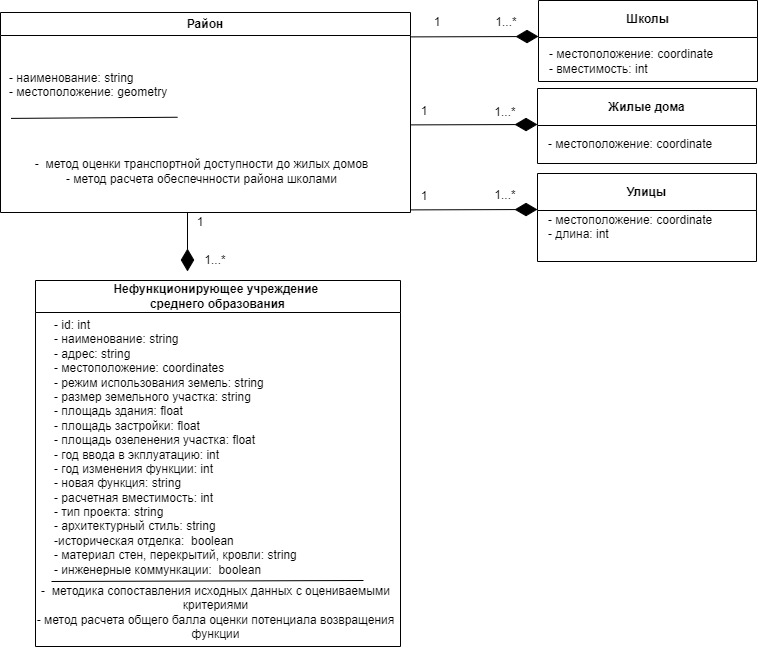 Район
- наименование: string
- местоположение: geometry
- метод оценки транспортной доступности до жилых домов
- метод расчета обеспечнности района школами
1
1...*
Школы
- местоположение: coordinate
- вместимость: int
1
1...*
Жилые дома
- местоположение: coordinate
1
1...*
Улицы
- местоположение: coordinate
- длина: int
1
1...*
Нефункционирующее учреждение
среднего образования
- id: int
- наименование: string
- адрес: string
- местоположение: coordinates
- режим использования земель: string
- размер земельного участка: string
- площадь здания: float
- площадь застройки: float
- площадь озеленения участка: float
- год ввода в эклуатацию: int
- год изменения функции: int
- новая функция: string
- расчетная вместимость: int
- тип проекта: string
- архитектурный стиль: string
-историческая отделка: boolean
- материал стен, перекрытий, кровли: string
- инженерные коммункации: boolean
- методика сопоставления исходных данных с оцениваемыми
критериями
- метод расчета общего балла оценки потенциала возвращения
функции